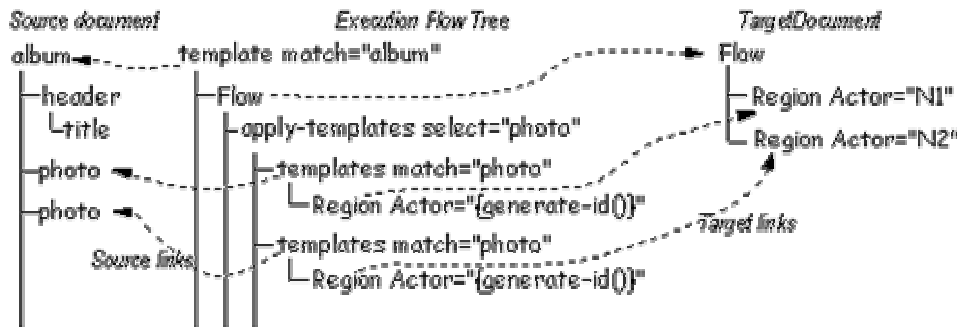 Source document
album
header
title
photo
photo
Source links
Execution Flow Tree
template match="album"
Flow
apply-templates select="photo"
templates match="photo"
Region Actor="{generate-id()}"
templates match="photo"
Region Actor="{generate-id()}"
TargetDocument
Flow
Region Actor="N1"
Region Actor="N2"
Target links